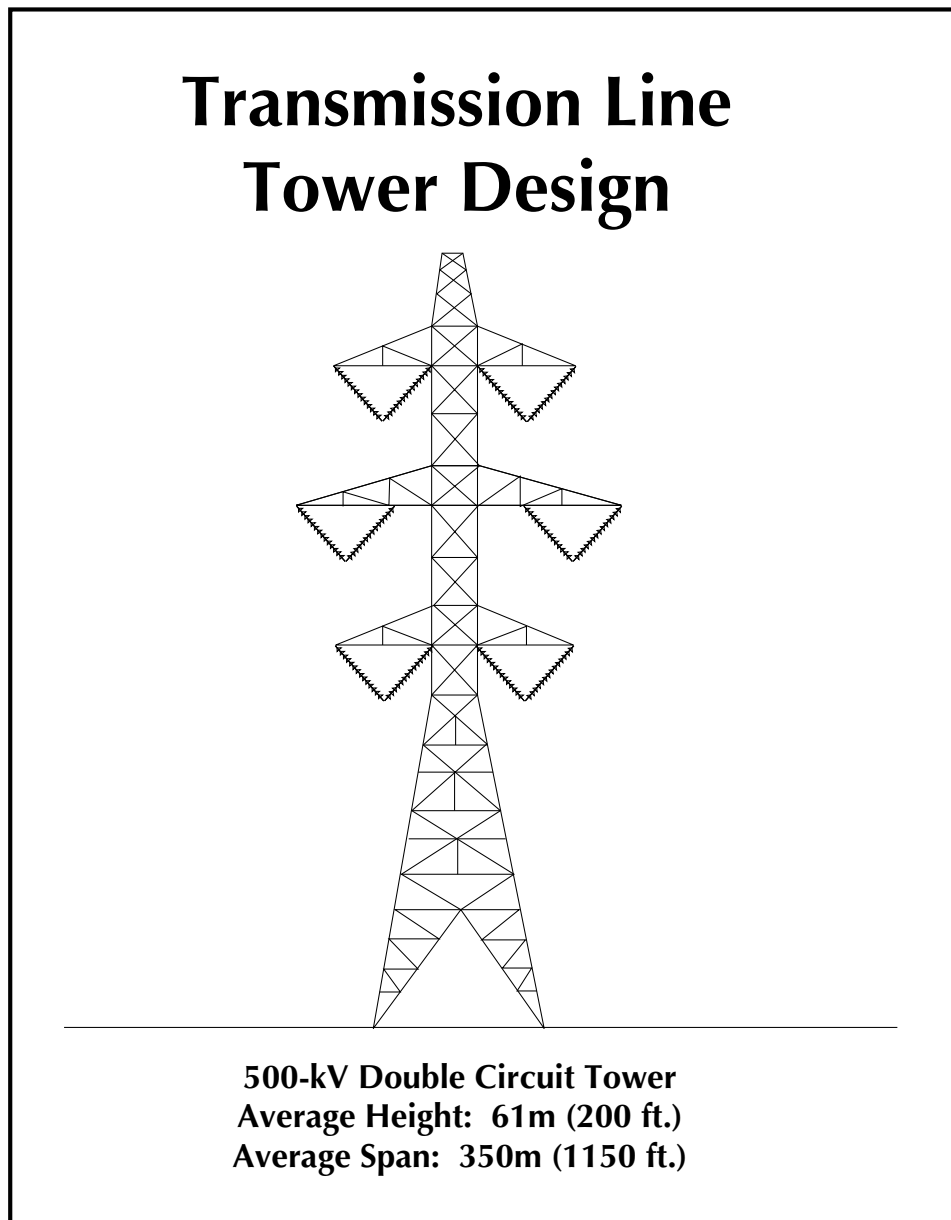 Transmission Line
Tower Design
500-kV Double Circuit Tower
Average Height:  61m (200 ft.)
Average Span:  350m (1150 ft.)